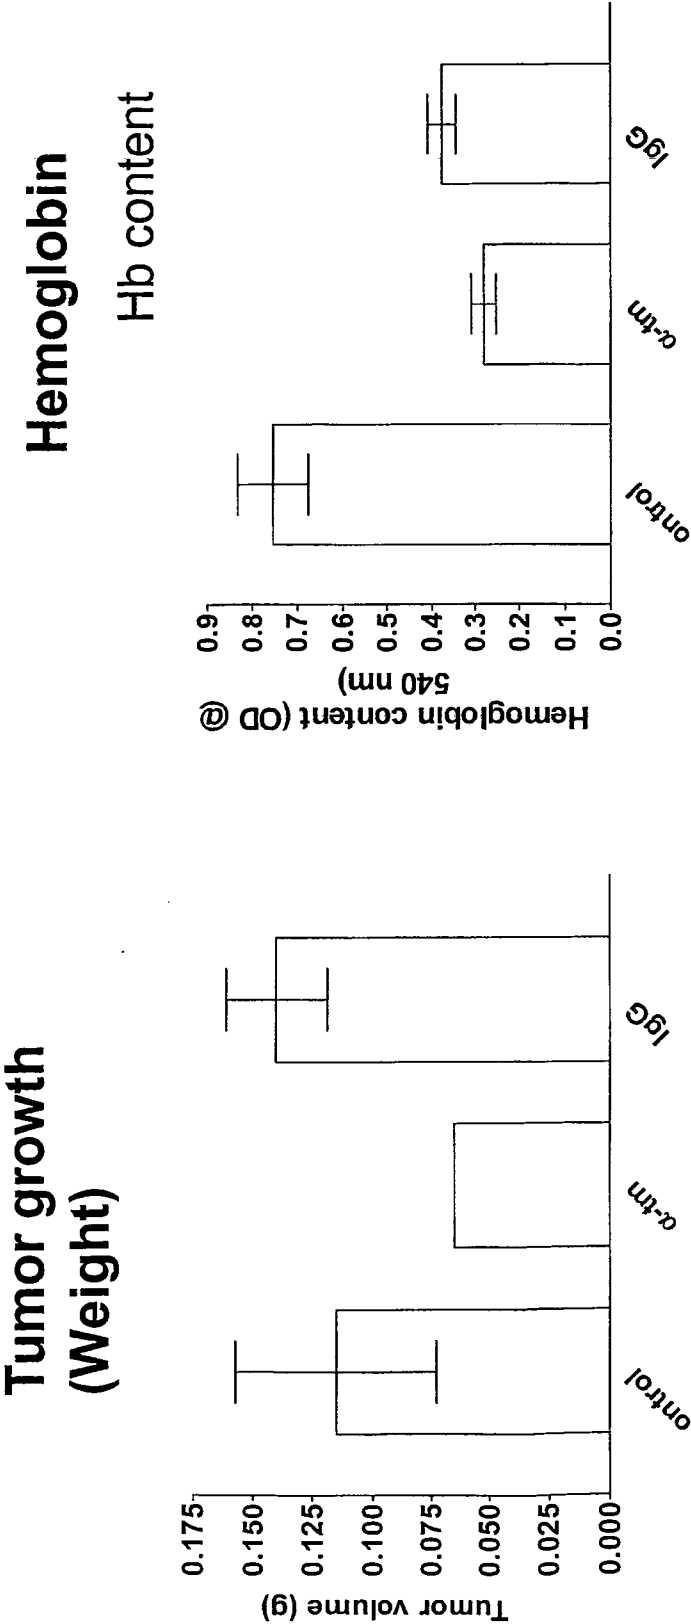 Tumor growth
(Weight)
Tumor volume (g)
0.175
0.150
0.125
0.100
0.075
0.050
0.025
0.000
ontrol
α-tm
IgG
Hemoglobin
Hb content
Hemoglobin content (OD @
540 nm)
0.9
0.8
0.7
0.6
0.5
0.4
0.3
0.2
0.1
0.0
ontrol
α-tm
IgG